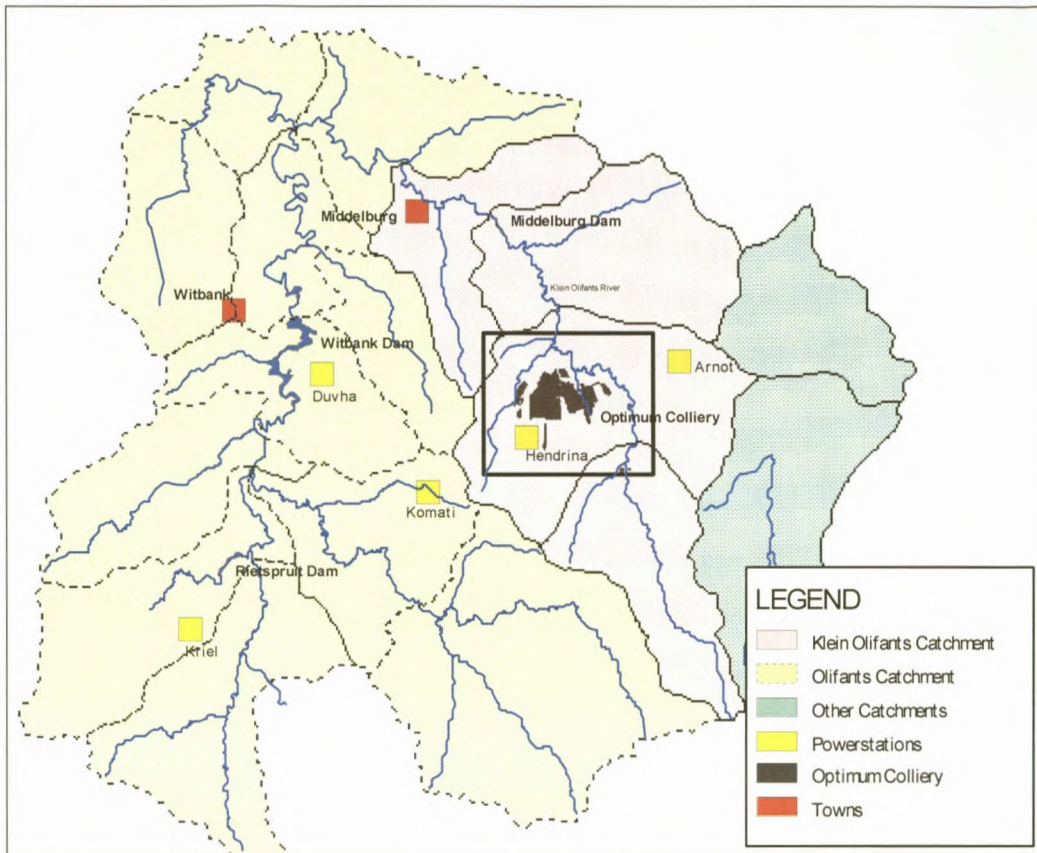 Middelburg
Middelburg Dam
Klein Olifants River
Witbank
Witbank Dam
Duvha
Arnot
Optimum Colliery
Hendrina
Komati
Rietspruit Dam
Kriel
LEGEND
Klein Olifants Catchment
Olifants Catchment
Other Catchments
Powerstations
Optimum Colliery
Towns